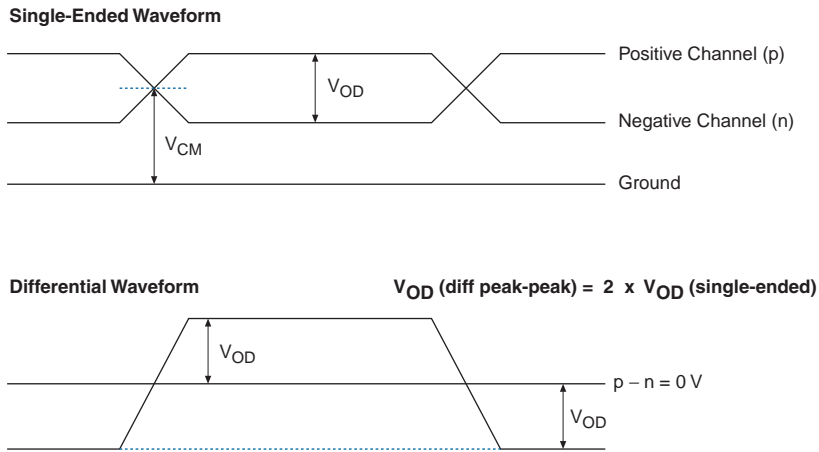 Single-Ended Waveform
Positive Channel (p)
VOD
Negative Channel (n)
VCM
Ground
Differential Waveform
VOD (diff peak-peak) = 2 x VOD (single-ended)
VOD
p − n = 0 V
VOD